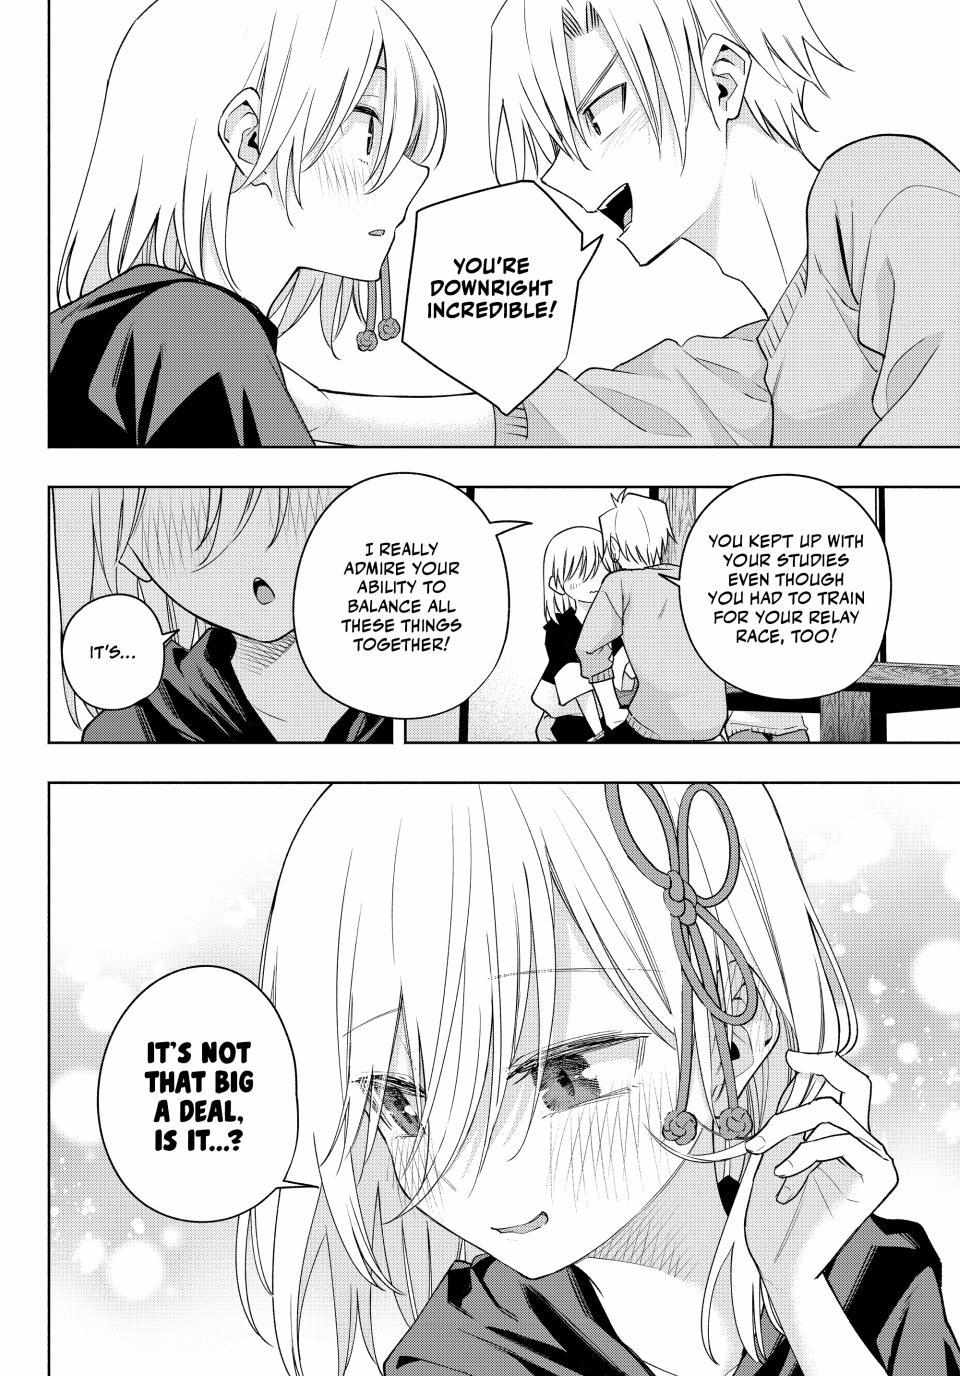 YOU'RE
DOWNRIGHT
INCREDIBLE!
YOU KEPT UP WITH
YOUR STUDIES
EVEN THOUGH
YOU HAD TO TRAIN
FOR YOUR RELAY
RACE, TOO!
I REALLY
ADMIRE YOUR
ABILITY TO
BALANCE ALL
THESE THINGS
TOGETHER!
IT'S...
IT'S NOT
THAT BIG
A DEAL,
IS IT...?